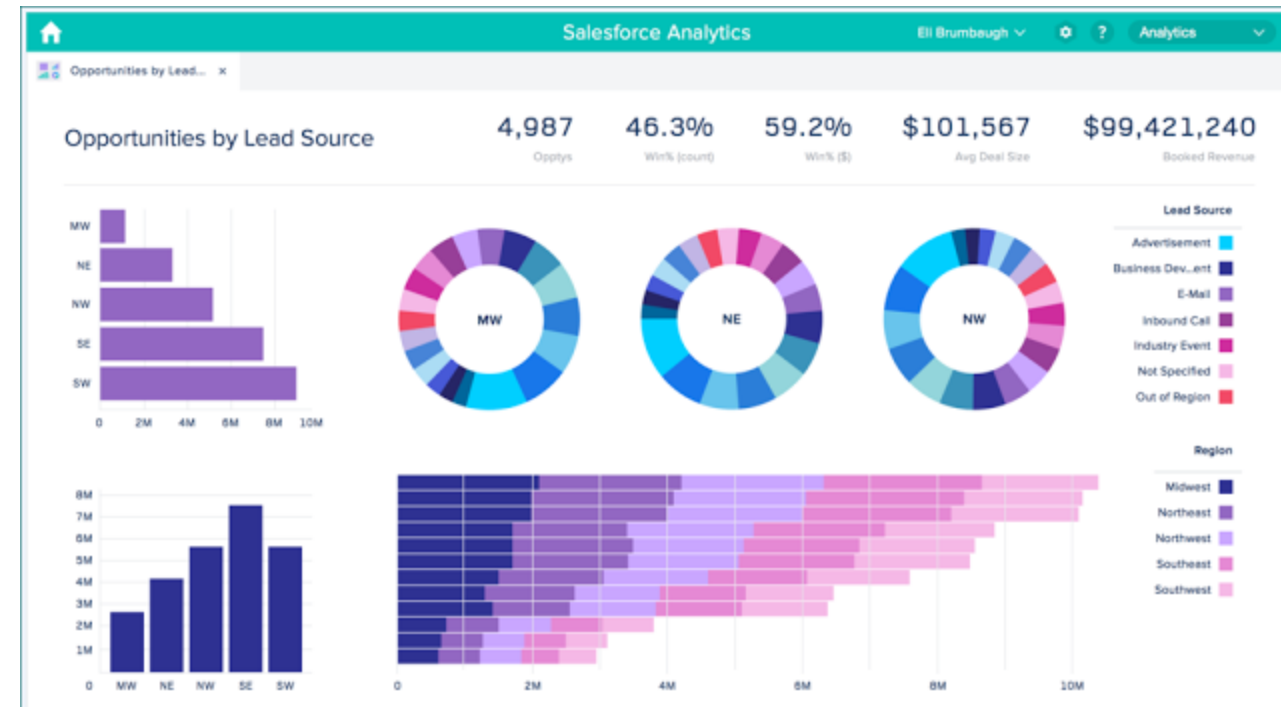 Salesforce Analytics
Eli Brumbaugh
?
Analytics
Opportunities by Lead... ×
Opportunities by Lead Source
4,987
Opptys
46.3%
Win% (count)
59.2%
Win% ($)
$101,567
Avg Deal Size
$99,421,240
Booked Revenue
MW
NE
NW
SE
SW
0 2M 4M 6M 8M 10M
MW
NE
NW
Lead Source
Advertisement
Business Dev...ent
E-Mail
Inbound Call
Industry Event
Not Specified
Out of Region
8M
7M
6M
5M
4M
3M
2M
1M
0 MW NE NW SE SW
0 2M 4M 6M 8M 10M
Region
Midwest
Northeast
Northwest
Southeast
Southwest